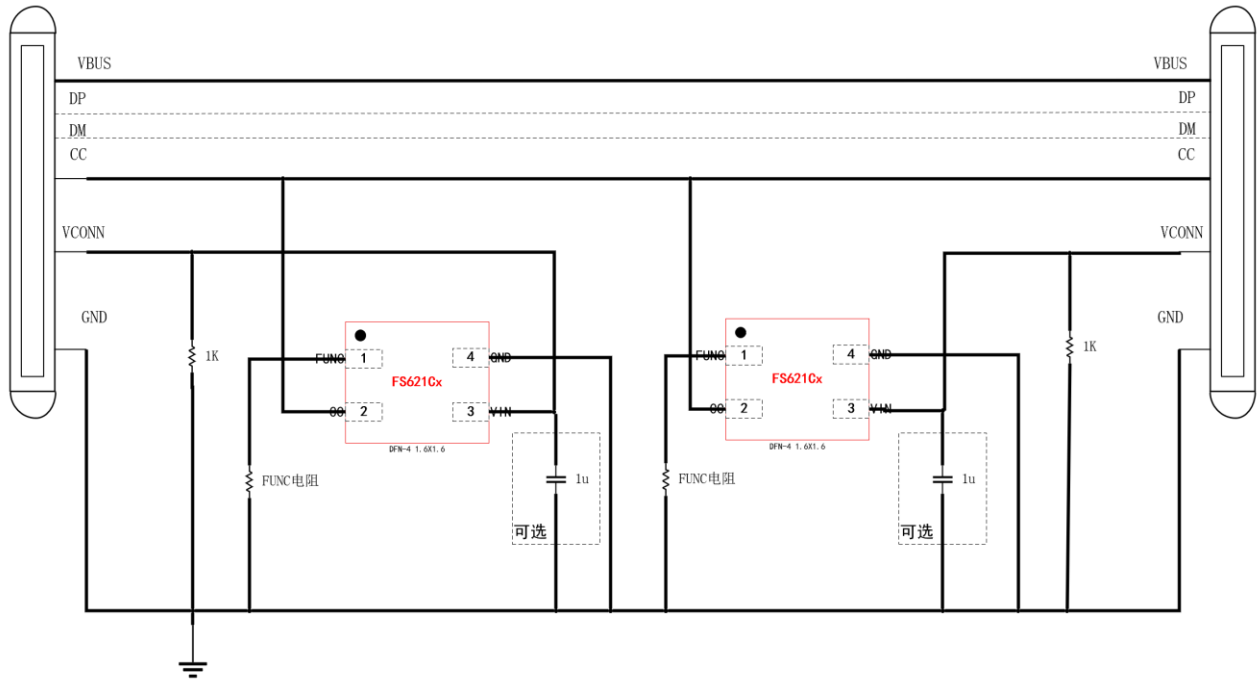 VBUS
VBUS
DP
DP
DM
DM
CC
CC
VCONN
VCONN
GND
GND
1K
1K
FUNC
1
4
GND
FS621Cx
CC
2
3
VIN
DFN-4 1.6X1.6
FUNC
1
4
GND
FS621Cx
CC
2
3
VIN
DFN-4 1.6X1.6
FUNC电阻
1u
可选
FUNC电阻
1u
可选